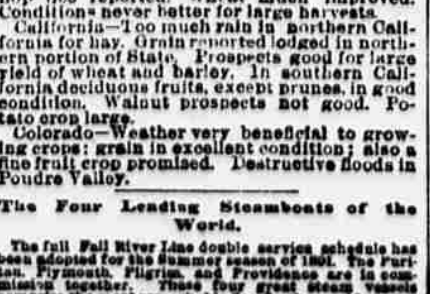 Conditions never better for large harvests.
California—Too much rain in northern Cali-
fornia for hay. Grain reported lodged in north-
ern portion of State. Prospects good for large
yield of wheat and barley. In southern Cali-
fornia deciduous fruits, except prunes, in good
condition. Walnut prospects not good. Po-
tato crop large.
Colorado—Weather very beneficial to grow-
ing crops; grain in excellent condition; also a
fine fruit crop promised. Destructive floods in
Poudre Valley.
The Four Leading Steamboats of the
World.
The full Fall River Line double service schedule has
been adopted for the Summer season of 1891. The Puri-
tan, Plymouth, Pilgrim, and Providence are in com-
mission together. These four great steam vessels